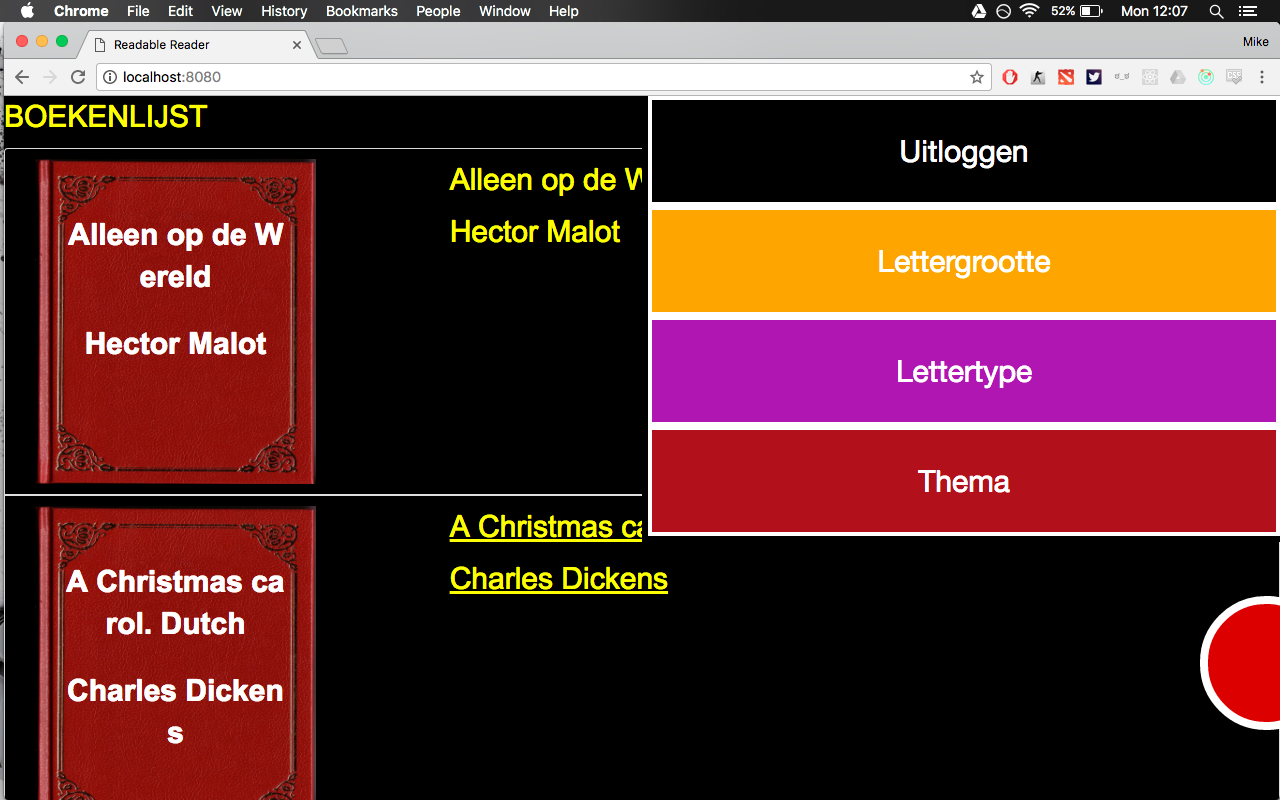 Chrome File Edit View History Bookmarks People Window Help 52% Mon 12:07
Readable Reader
Mike
localhost:8080
BOEKENLIJST
Alleen op de W
ereld
Hector Malot
Alleen op de W
Hector Malot
A Christmas ca
rol. Dutch
Charles Dicken
s
A Christmas ca
Charles Dickens
Uitloggen
Lettergrootte
Lettertype
Thema